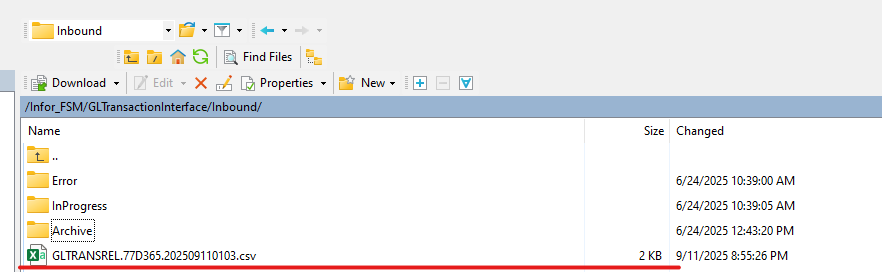 Inbound
Find Files
Download Edit Properties New
/Infor_FSM/GLTransactionInterface/Inbound/
Name Size Changed
..
Error 6/24/2025 10:39:00 AM
InProgress 6/24/2025 10:39:05 AM
Archive 6/24/2025 12:43:20 PM
GLTRANSREL.77D365.202509110103.csv 2 KB 9/11/2025 8:55:26 PM